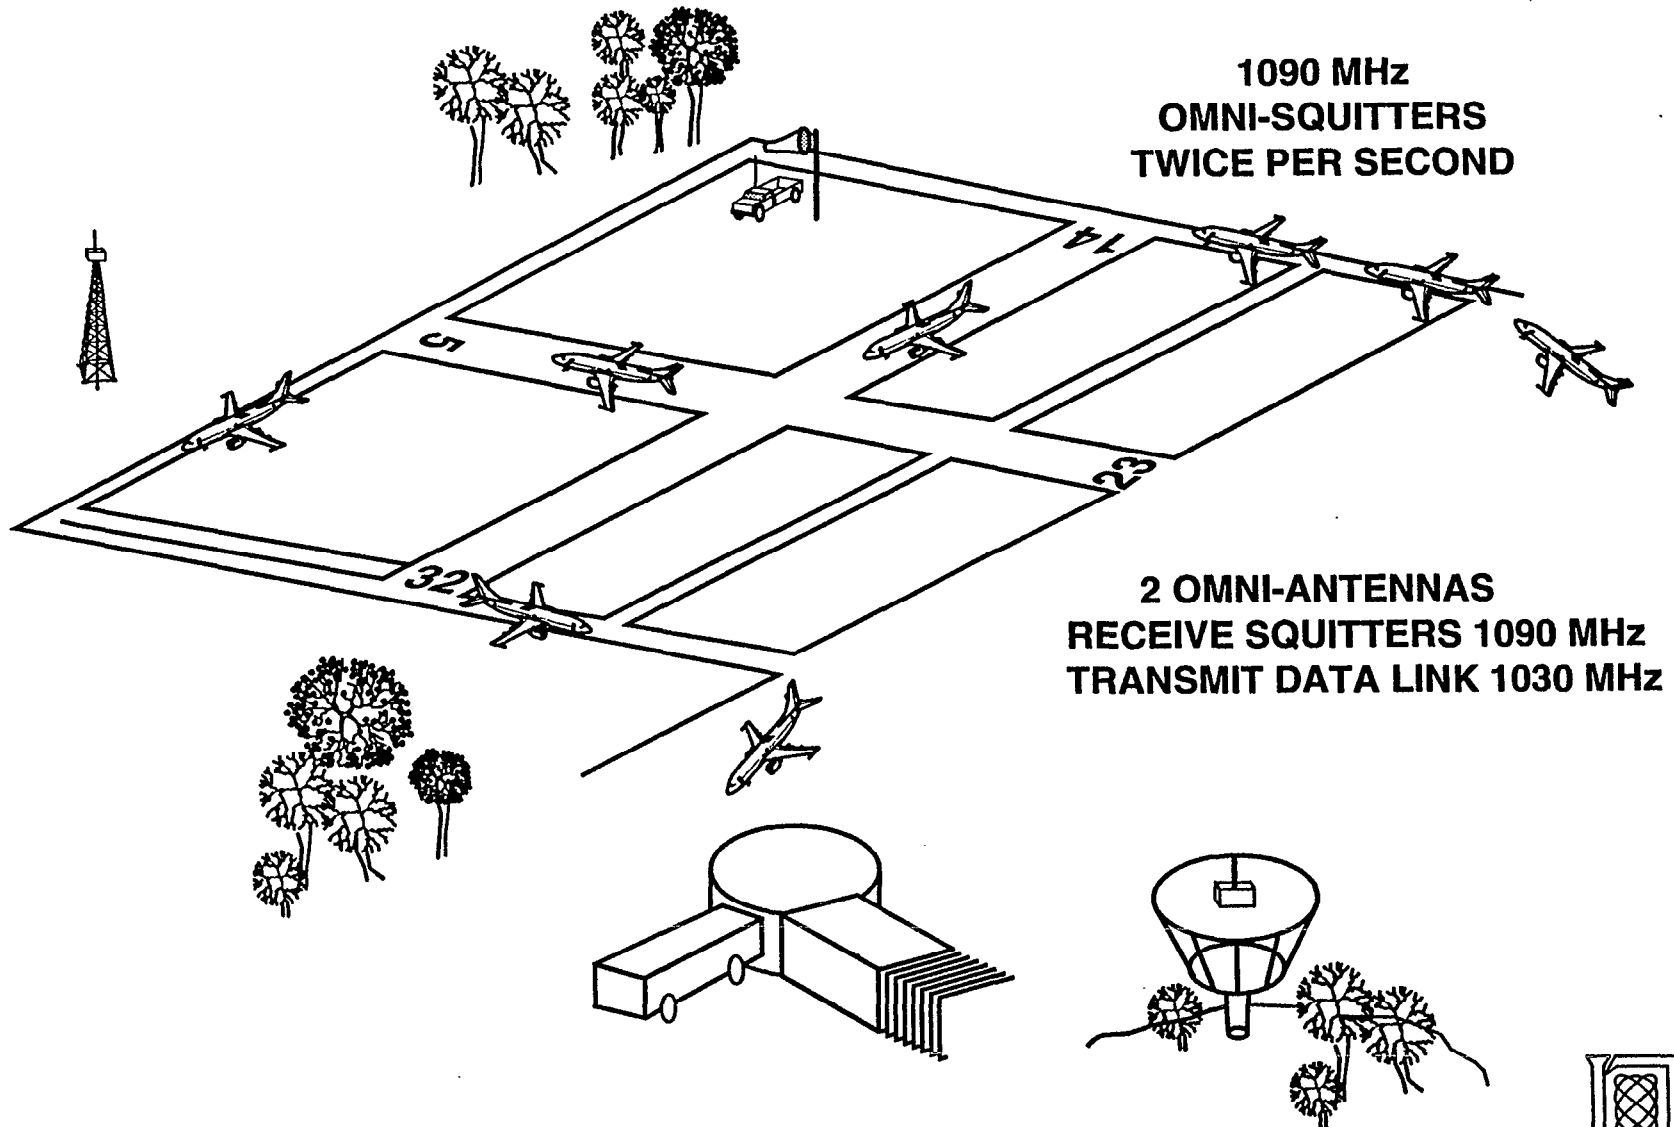 1090 MHz
OMNI-SQUITTERS
TWICE PER SECOND
14
5
23
32
2 OMNI-ANTENNAS
RECEIVE SQUITTERS 1090 MHz
TRANSMIT DATA LINK 1030 MHz